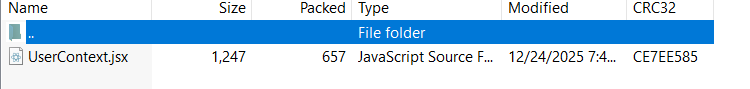 Name Size Packed Type Modified CRC32
.. File folder
UserContext.jsx 1,247 657 JavaScript Source F... 12/24/2025 7:4... CE7EE585